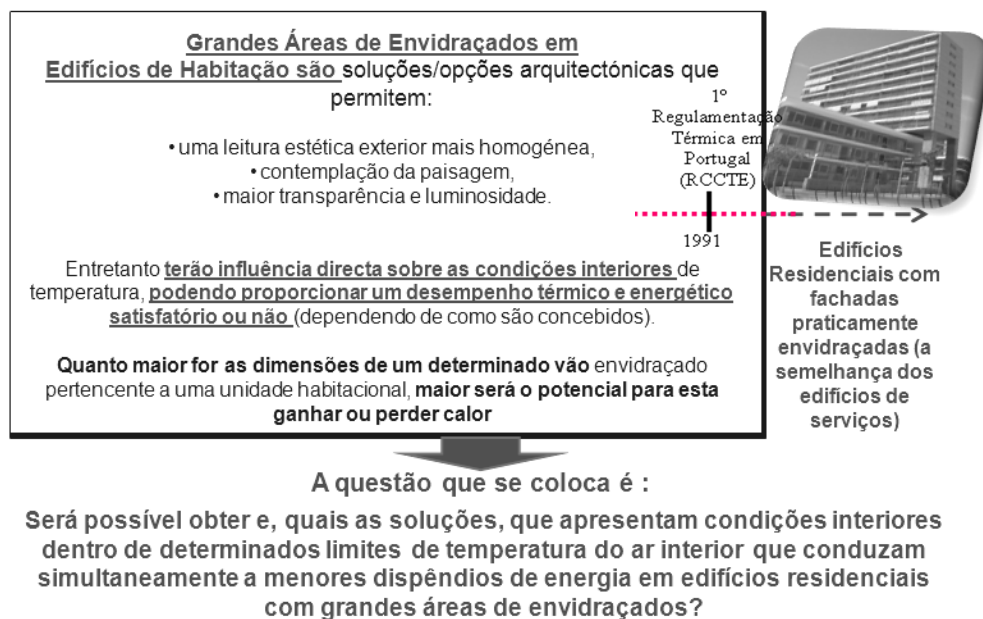 Grandes Áreas de Envidraçados em
Edifícios de Habitação são soluções/opções arquitectónicas que
permitem:
• uma leitura estética exterior mais homogénea,
• contemplação da paisagem,
• maior transparência e luminosidade.
Entretanto terão influência directa sobre as condições interiores de
temperatura, podendo proporcionar um desempenho térmico e energético
satisfatório ou não (dependendo de como são concebidos).
Quanto maior for as dimensões de um determinado vão envidraçado
pertencente a uma unidade habitacional, maior será o potencial para esta
ganhar ou perder calor
1º
Regulamentação
Térmica em
Portugal
(RCCTE)
1991
Edifícios
Residenciais com
fachadas
praticamente
envidraçadas (a
semelhança dos
edifícios de
serviços)
A questão que se coloca é :
Será possível obter e, quais as soluções, que apresentam condições interiores
dentro de determinados limites de temperatura do ar interior que conduzam
simultaneamente a menores dispêndios de energia em edifícios residenciais
com grandes áreas de envidraçados?